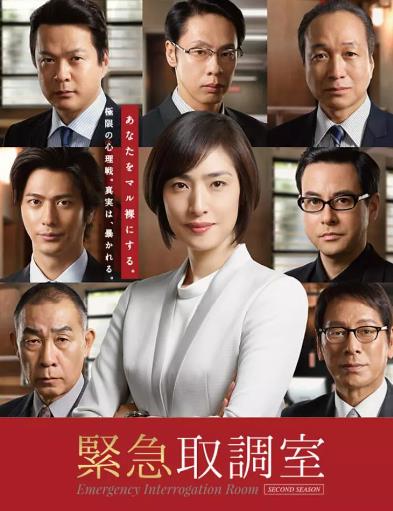 あなたをマル裸にする。
極限の心理戦。真実は、暴かれる。
緊急取調室
Emergency Interrogation Room SECOND SEASON